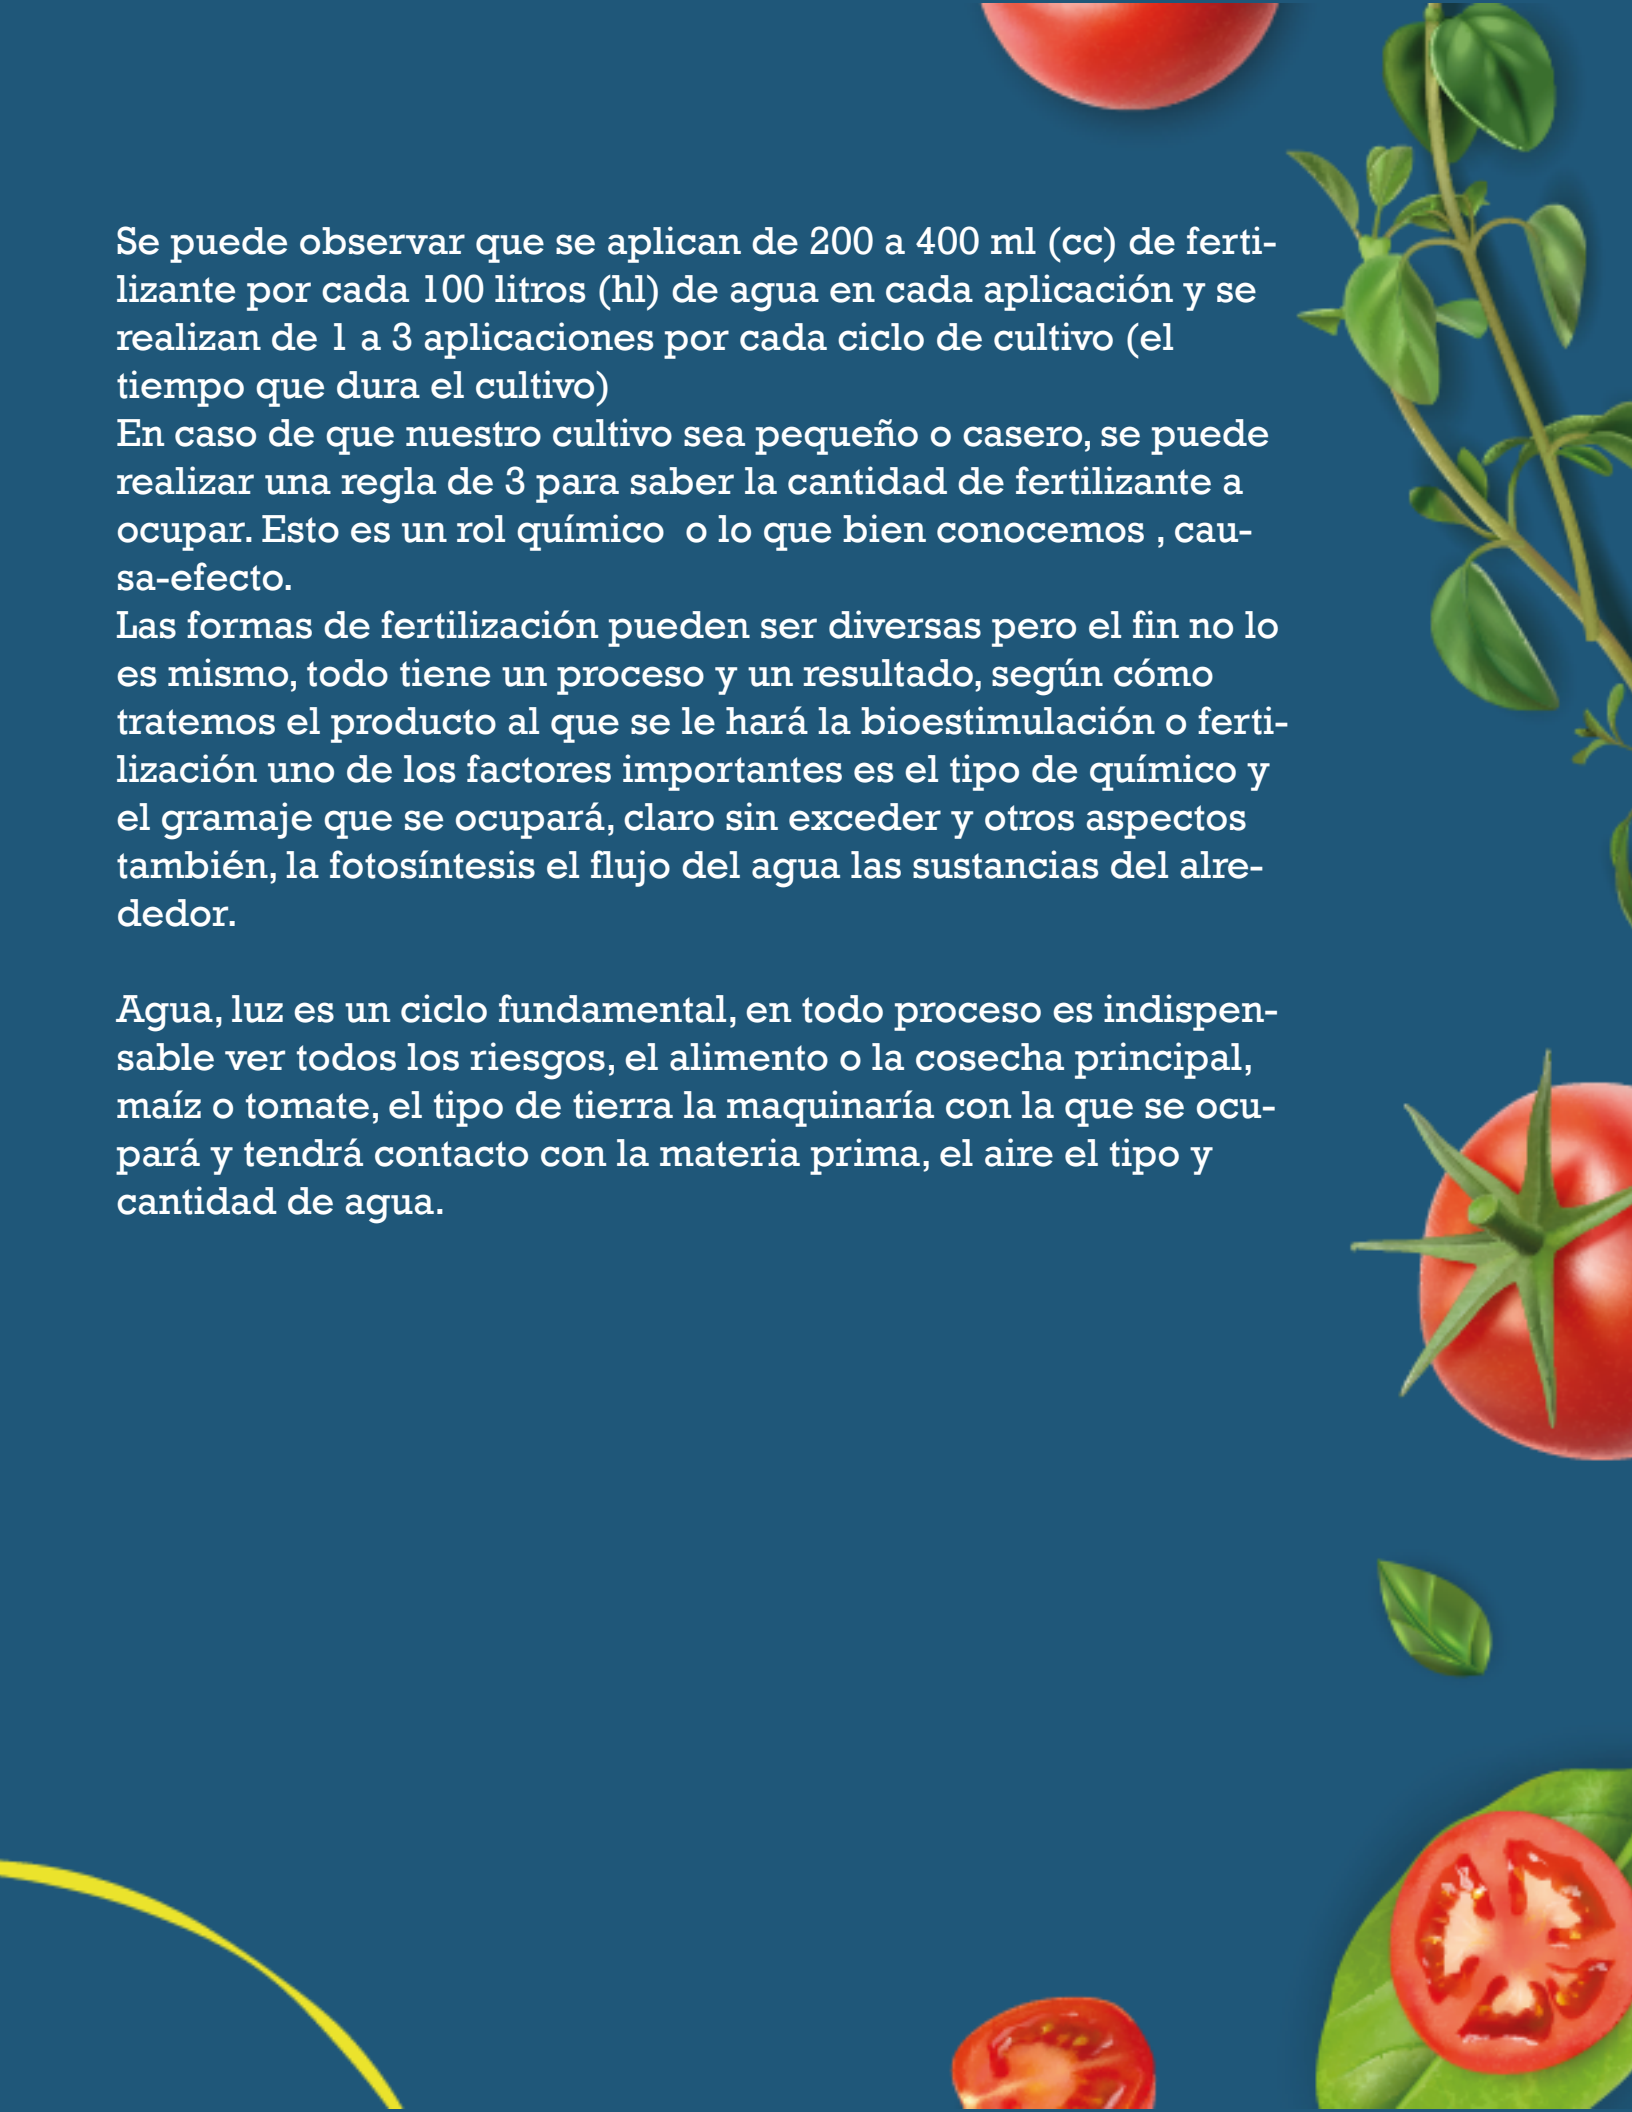 Se puede observar que se aplican de 200 a 400 ml (cc) de ferti-
lizante por cada 100 litros (hl) de agua en cada aplicación y se
realizan de 1 a 3 aplicaciones por cada ciclo de cultivo (el
tiempo que dura el cultivo)
En caso de que nuestro cultivo sea pequeño o casero, se puede
realizar una regla de 3 para saber la cantidad de fertilizante a
ocupar. Esto es un rol químico  o lo que bien conocemos , cau-
sa-efecto.
Las formas de fertilización pueden ser diversas pero el fin no lo
es mismo, todo tiene un proceso y un resultado, según cómo
tratemos el producto al que se le hará la bioestimulación o ferti-
lización uno de los factores importantes es el tipo de químico y
el gramaje que se ocupará, claro sin exceder y otros aspectos
también, la fotosíntesis el flujo del agua las sustancias del alre-
dedor.
Agua, luz es un ciclo fundamental, en todo proceso es indispen-
sable ver todos los riesgos, el alimento o la cosecha principal,
maíz o tomate, el tipo de tierra la maquinaría con la que se ocu-
pará y tendrá contacto con la materia prima, el aire el tipo y
cantidad de agua.